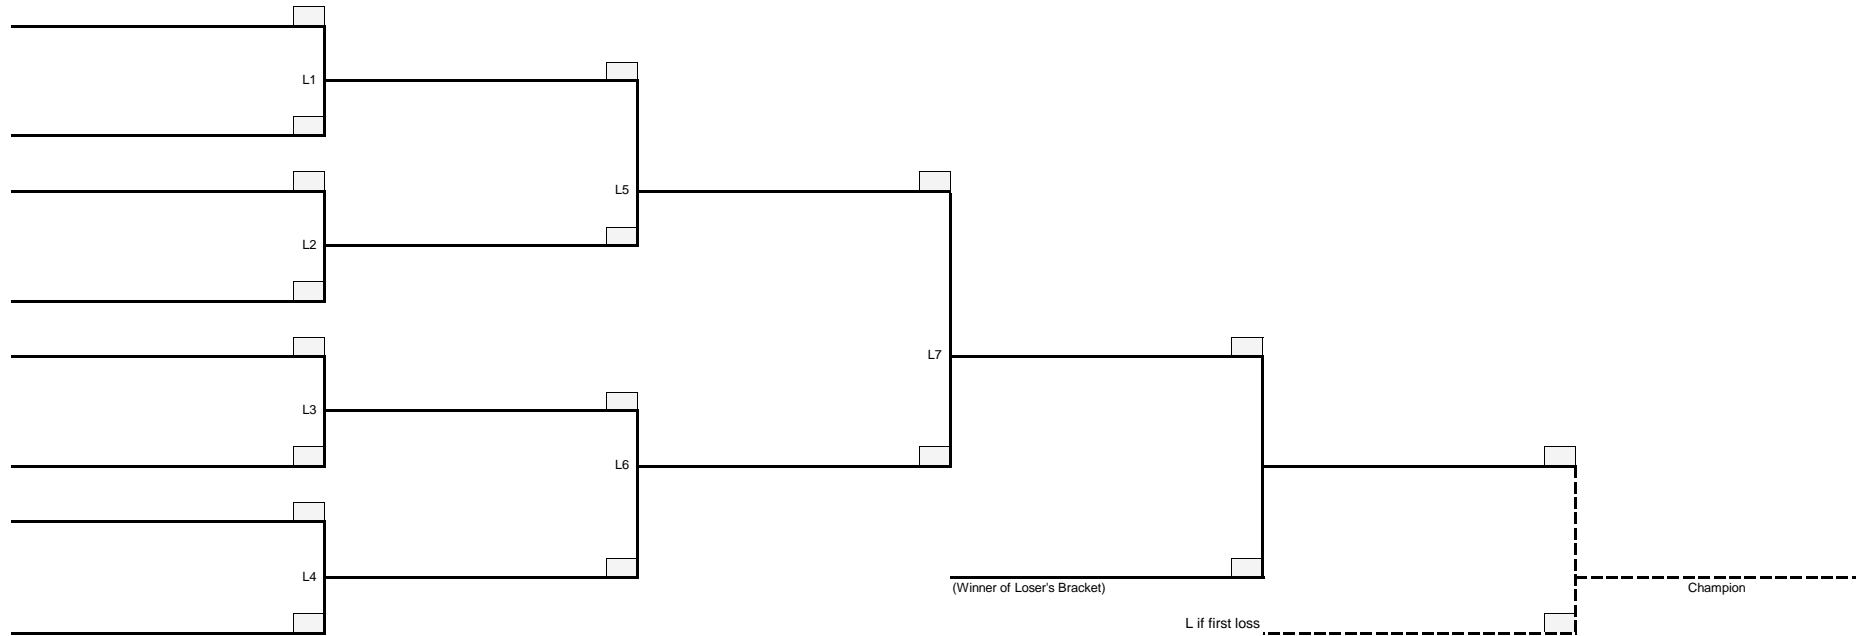 L1
L5
L2
L7
L3
L6
L4
(Winner of Loser's Bracket)
Champion
L if first loss